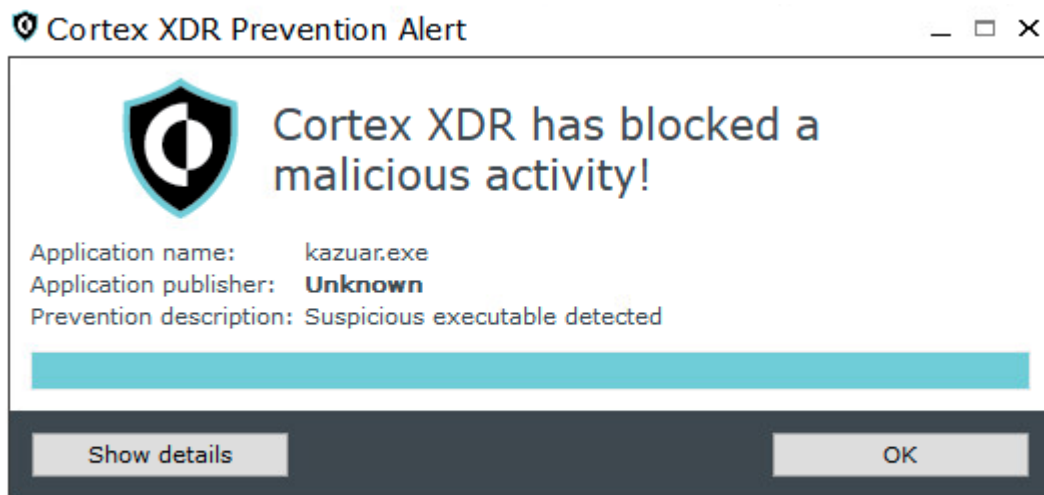 Cortex XDR Prevention Alert
Cortex XDR has blocked a
malicious activity!
Application name: kazuar.exe
Application publisher: Unknown
Prevention description: Suspicious executable detected
Show details OK